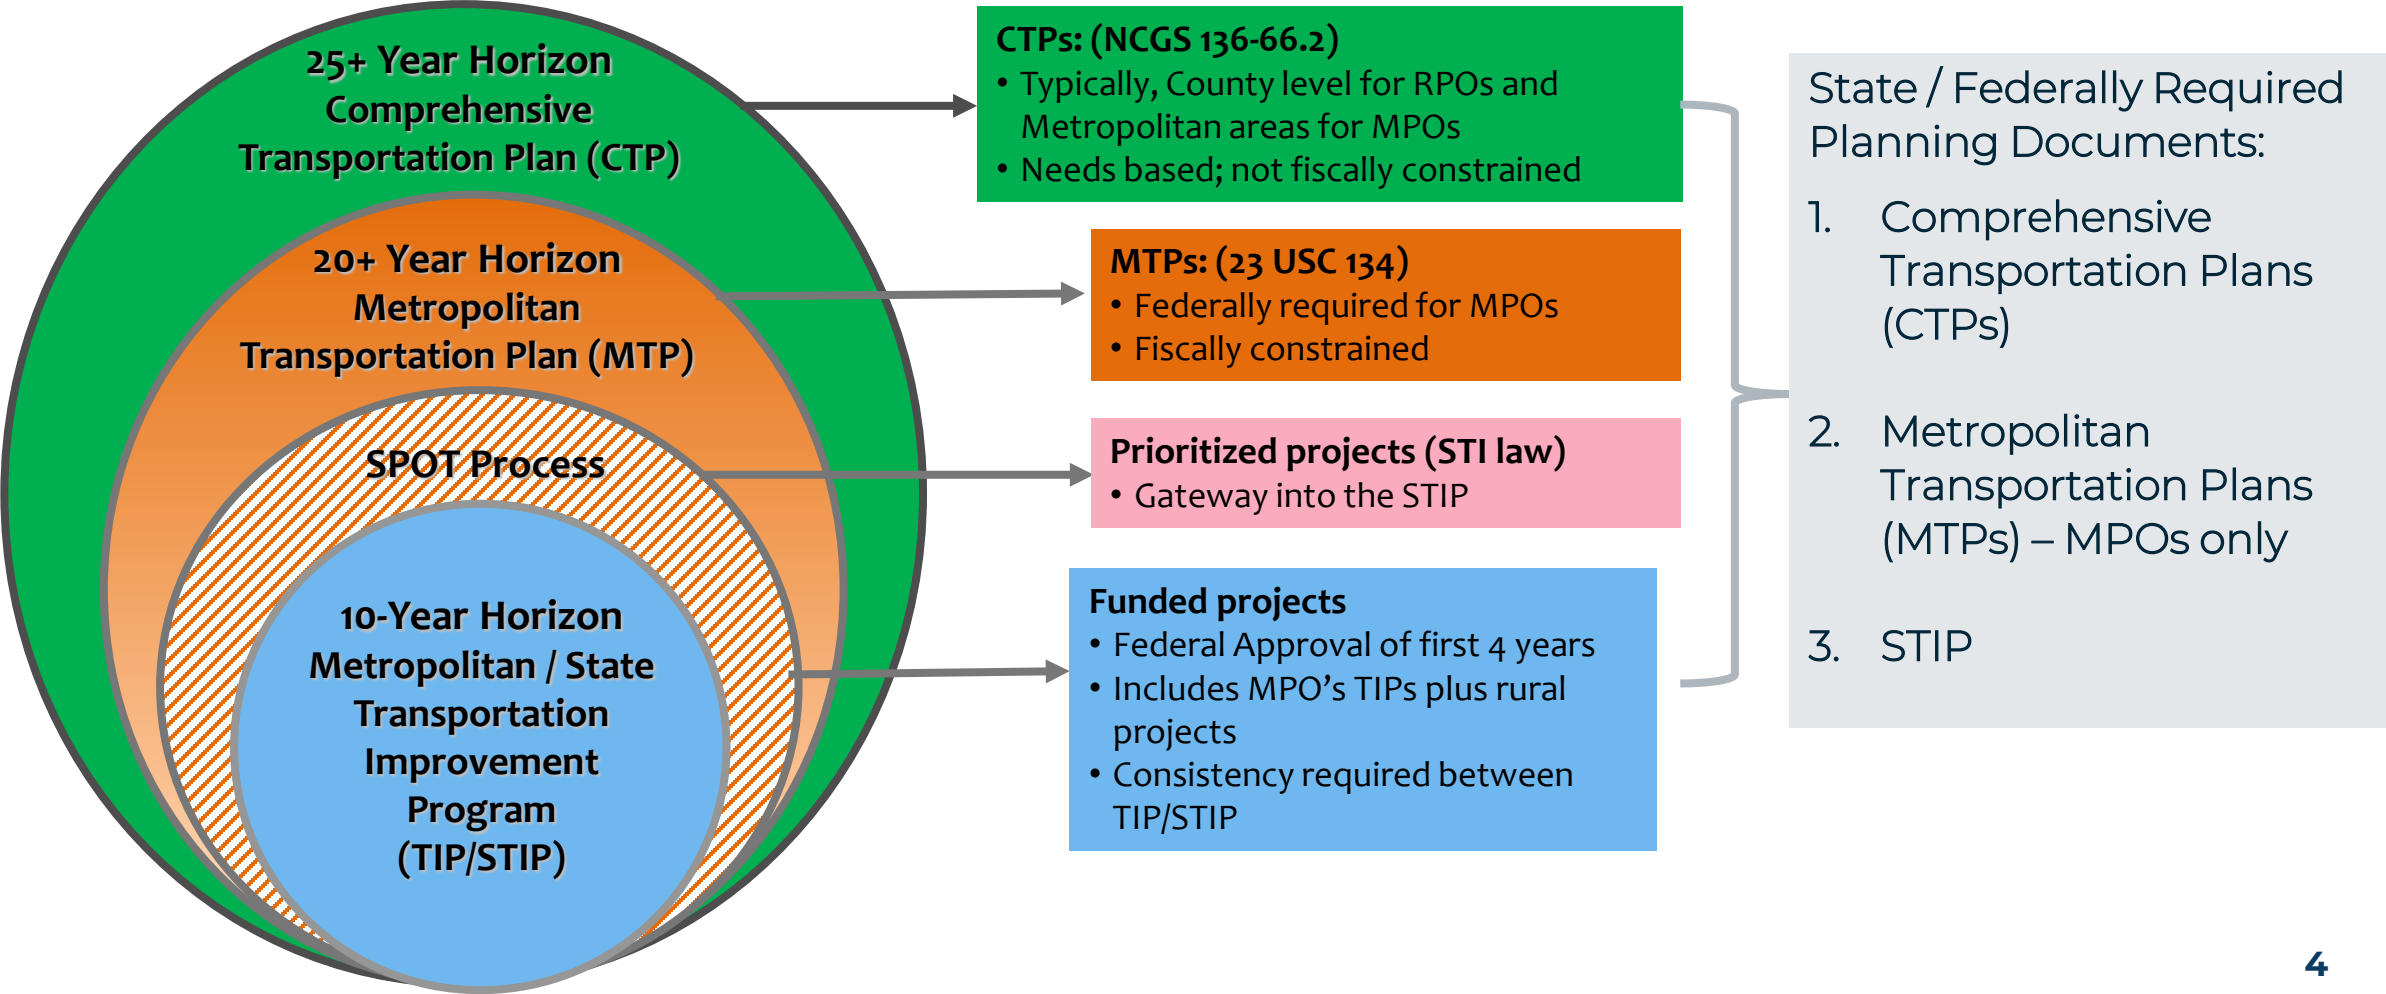 25+ Year Horizon
Comprehensive
Transportation Plan (CTP)
20+ Year Horizon
Metropolitan
Transportation Plan (MTP)
SPOT Process
10-Year Horizon
Metropolitan / State
Transportation
Improvement
Program
(TIP/STIP)
CTPs: (NCGS 136-66.2)
• Typically, County level for RPOs and
Metropolitan areas for MPOs
• Needs based; not fiscally constrained
MTPs: (23 USC 134)
• Federally required for MPOs
• Fiscally constrained
Prioritized projects (STI law)
• Gateway into the STIP
Funded projects
• Federal Approval of first 4 years
• Includes MPO’s TIPs plus rural
projects
• Consistency required between
TIP/STIP
State / Federally Required
Planning Documents:
1. Comprehensive
Transportation Plans
(CTPs)
2. Metropolitan
Transportation Plans
(MTPs) – MPOs only
3. STIP
4